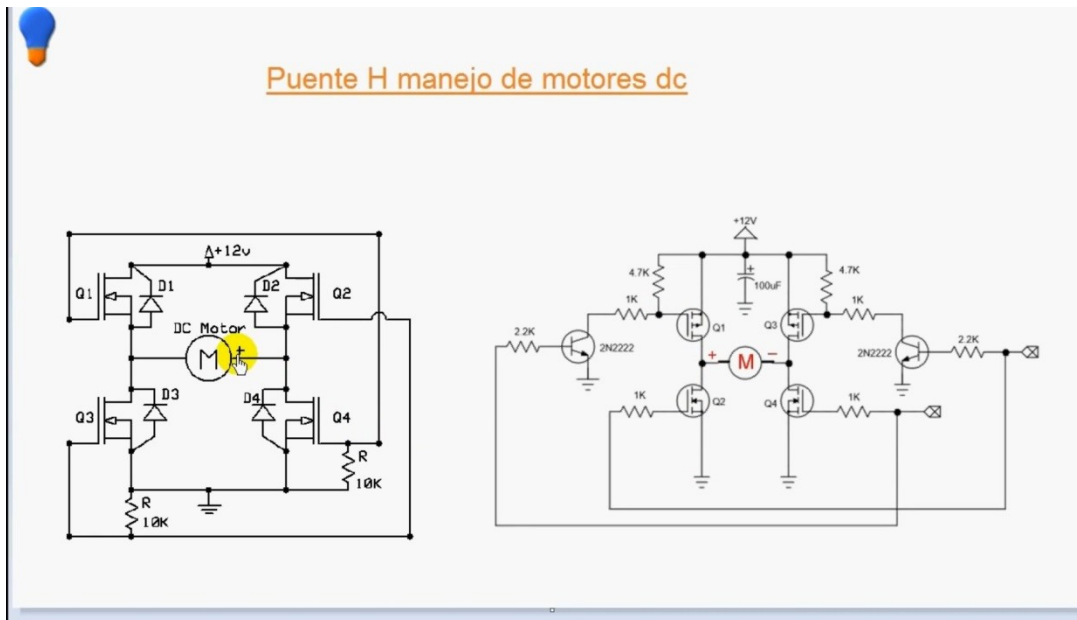 Puente H manejo de motores dc
+12v
Q1
D1
D2
Q2
DC Motor
M
+
Q3
D3
D4
Q4
R
10K
R
10K
+12V
4.7K
+
100uF
4.7K
1K
1K
2.2K
2N2222
Q1
Q3
2N2222
2.2K
+
M
−
1K
Q2
Q4
1K